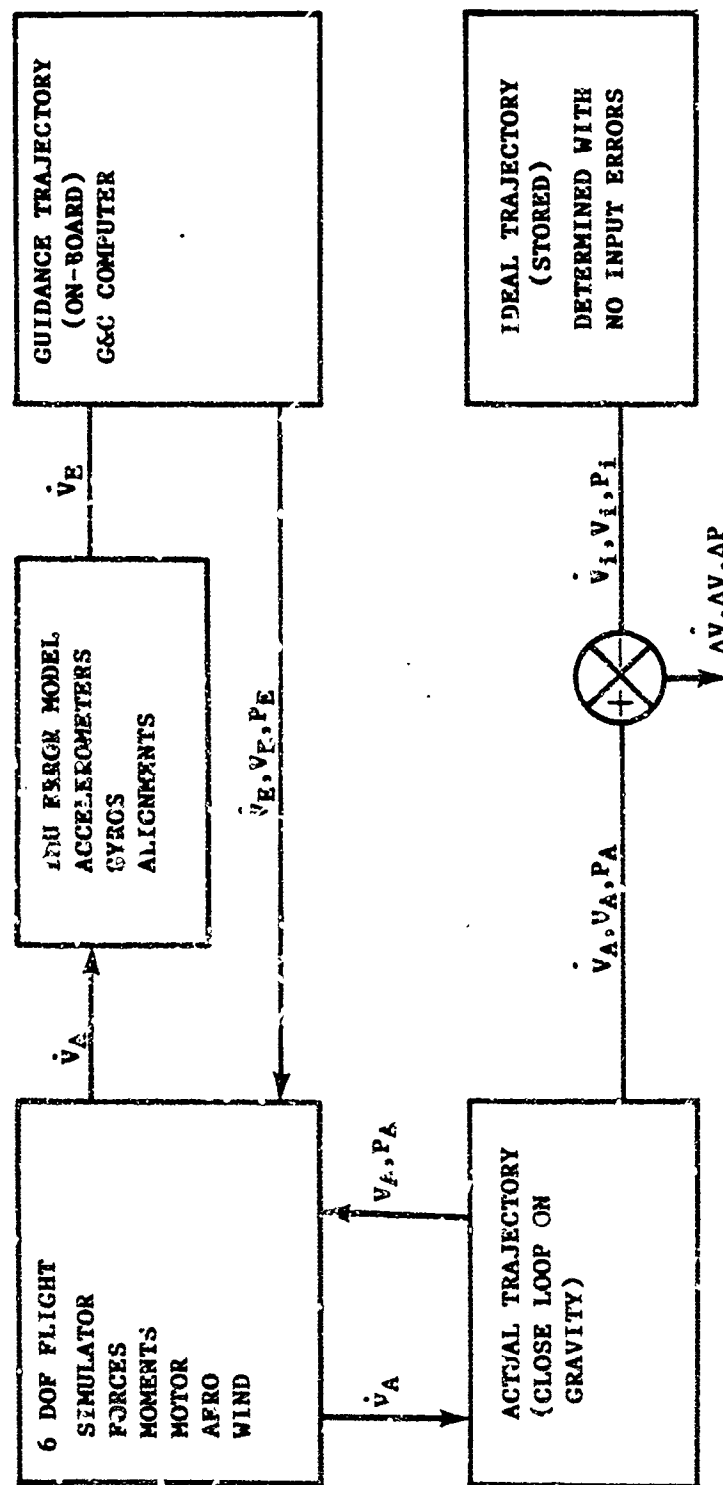 6 DOF FLIGHT
SIMULATOR
FORCES
MOMENTS
MOTOR
AERO
WIND
V̇A
IMU ERROR MODEL
ACCELEROMETERS
GYROS
ALIGNMENTS
V̇E
GUIDANCE TRAJECTORY
(ON-BOARD)
G&C COMPUTER
V̇E,VE,PE
V̇A
VA,PA
ACTUAL TRAJECTORY
(CLOSE LOOP ON
GRAVITY)
V̇A,VA,PA
+ −
V̇i,Vi,Pi
IDEAL TRAJECTORY
(STORED)
DETERMINED WITH
NO INPUT ERRORS
ΔV̇,ΔV,ΔP